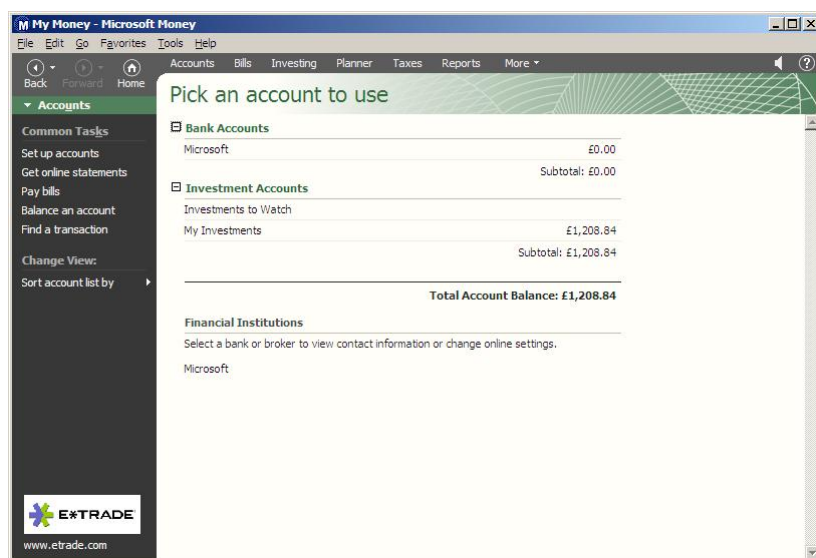 My Money - Microsoft Money
File Edit Go Favorites Tools Help
Back Forward Home
Accounts Bills Investing Planner Taxes Reports More
Accounts
Pick an account to use
Common Tasks
Set up accounts
Get online statements
Pay bills
Balance an account
Find a transaction
Change View:
Sort account list by
Bank Accounts
Microsoft £0.00
Subtotal: £0.00
Investment Accounts
Investments to Watch
My Investments £1,208.84
Subtotal: £1,208.84
Total Account Balance: £1,208.84
Financial Institutions
Select a bank or broker to view contact information or change online settings.
Microsoft
E*TRADE
www.etrade.com